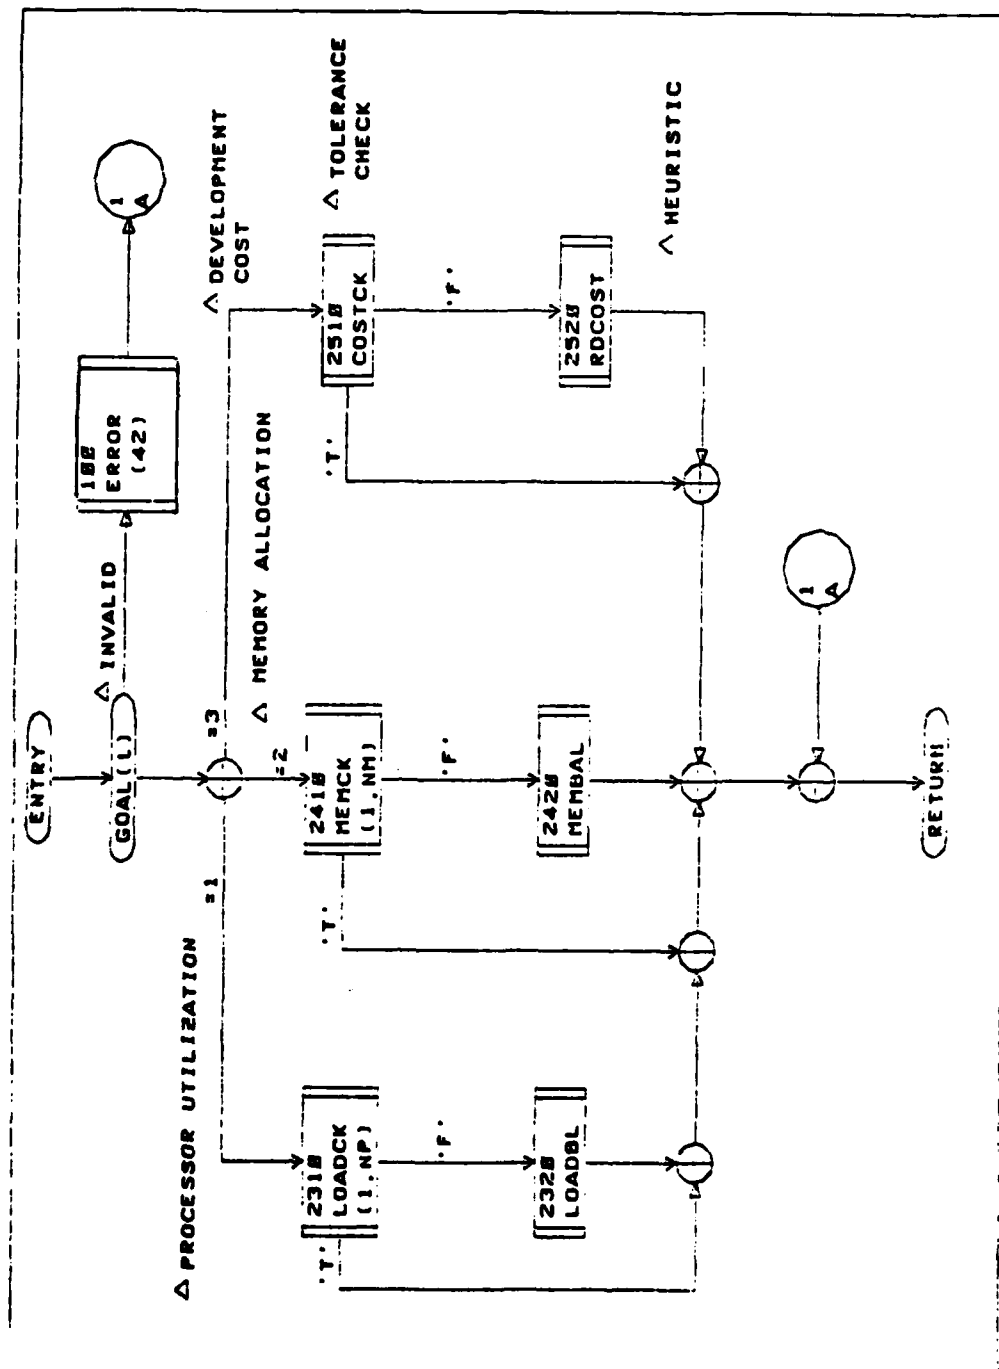 ENTRY
GOAL(L)
△ INVALID
100
ERROR
(42)
1
A
△ PROCESSOR UTILIZATION
=1
=3
=2
△ DEVELOPMENT
COST
△ MEMORY ALLOCATION
2310
LOADCK
(1,NP)
'T'
'F'
2410
MEMCK
(1,NM)
'T'
'F'
2510
COSTCK
'T'
'F'
△ TOLERANCE
CHECK
2320
LOADBL
2420
MEMBAL
2520
RDCOST
△ HEURISTIC
1
A
RETURN